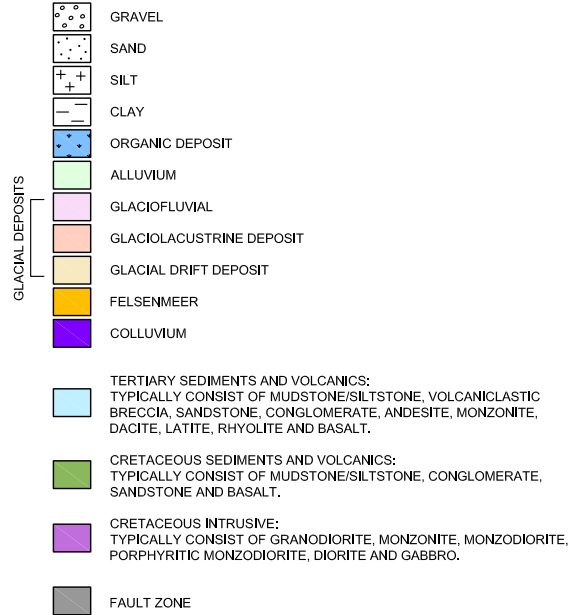 GRAVEL
SAND
SILT
CLAY
ORGANIC DEPOSIT
ALLUVIUM
GLACIAL DEPOSITS
GLACIOFLUVIAL
GLACIOLACUSTRINE DEPOSIT
GLACIAL DRIFT DEPOSIT
FELSENMEER
COLLUVIUM
TERTIARY SEDIMENTS AND VOLCANICS:
TYPICALLY CONSIST OF MUDSTONE/SILTSTONE, VOLCANICLASTIC
BRECCIA, SANDSTONE, CONGLOMERATE, ANDESITE, MONZONITE,
DACITE, LATITE, RHYOLITE AND BASALT.
CRETACEOUS SEDIMENTS AND VOLCANICS:
TYPICALLY CONSIST OF MUDSTONE/SILTSTONE, CONGLOMERATE,
SANDSTONE AND BASALT.
CRETACEOUS INTRUSIVE:
TYPICALLY CONSIST OF GRANODIORITE, MONZONITE, MONZODIORITE,
PORPHYRITIC MONZODIORITE, DIORITE AND GABBRO.
FAULT ZONE